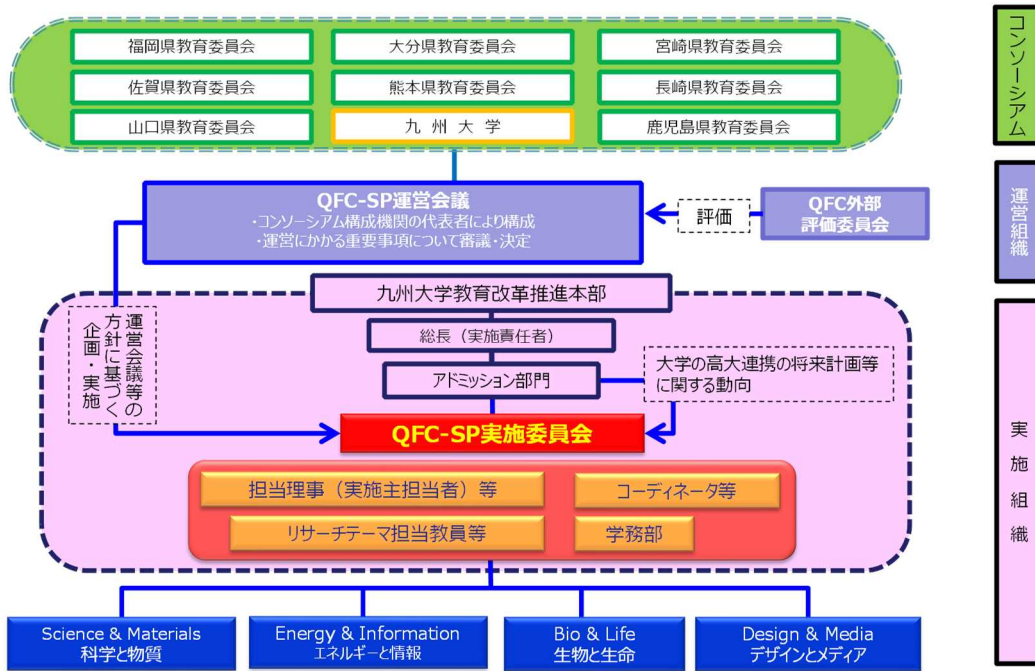 福岡県教育委員会
大分県教育委員会
宮崎県教育委員会
佐賀県教育委員会
熊本県教育委員会
長崎県教育委員会
山口県教育委員会
九 州 大 学
鹿児島県教育委員会
コンソーシアム
QFC-SP運営会議
・コンソーシアム構成機関の代表者により構成
・運営にかかる重要事項について審議・決定
評価
QFC外部
評価委員会
運営組織
九州大学教育改革推進本部
総長（実施責任者）
アドミッション部門
運営会議等の
方針に基づく
企画・実施
大学の高大連携の将来計画等
に関する動向
QFC-SP実施委員会
担当理事（実施主担当者）等
コーディネータ等
リサーチテーマ担当教員等
学務部
実施組織
Science & Materials
科学と物質
Energy & Information
エネルギーと情報
Bio & Life
生物と生命
Design & Media
デザインとメディア